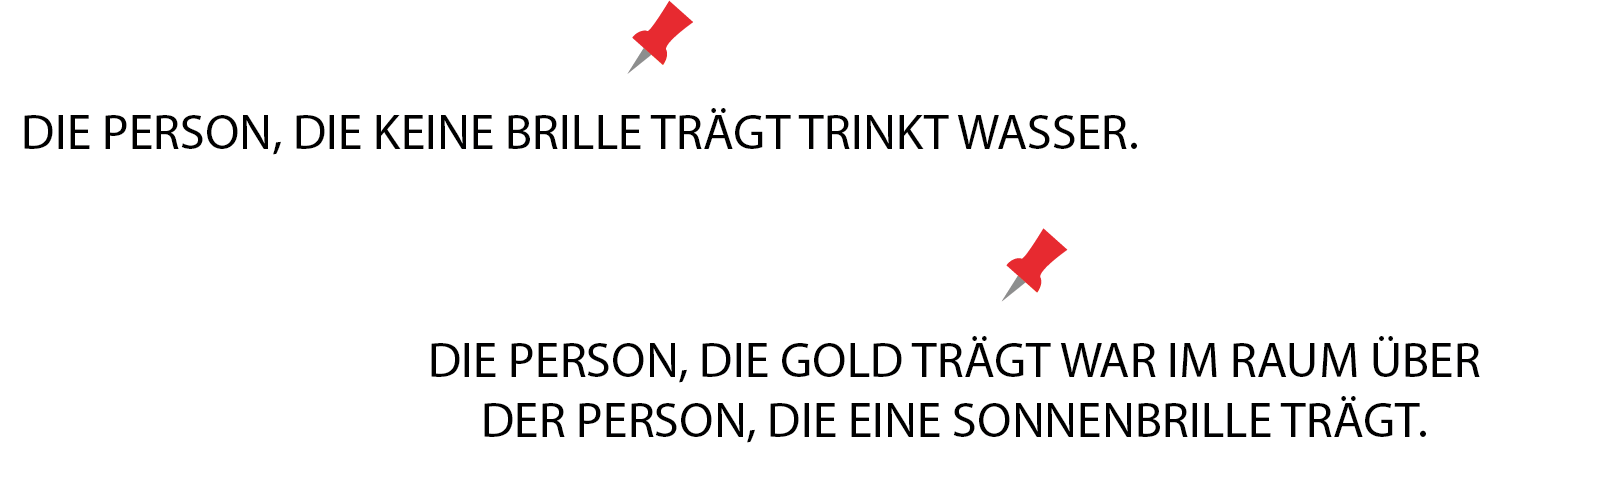 DIE PERSON, DIE KEINE BRILLE TRÄGT TRINKT WASSER.
DIE PERSON, DIE GOLD TRÄGT WAR IM RAUM ÜBER
DER PERSON, DIE EINE SONNENBRILLE TRÄGT.